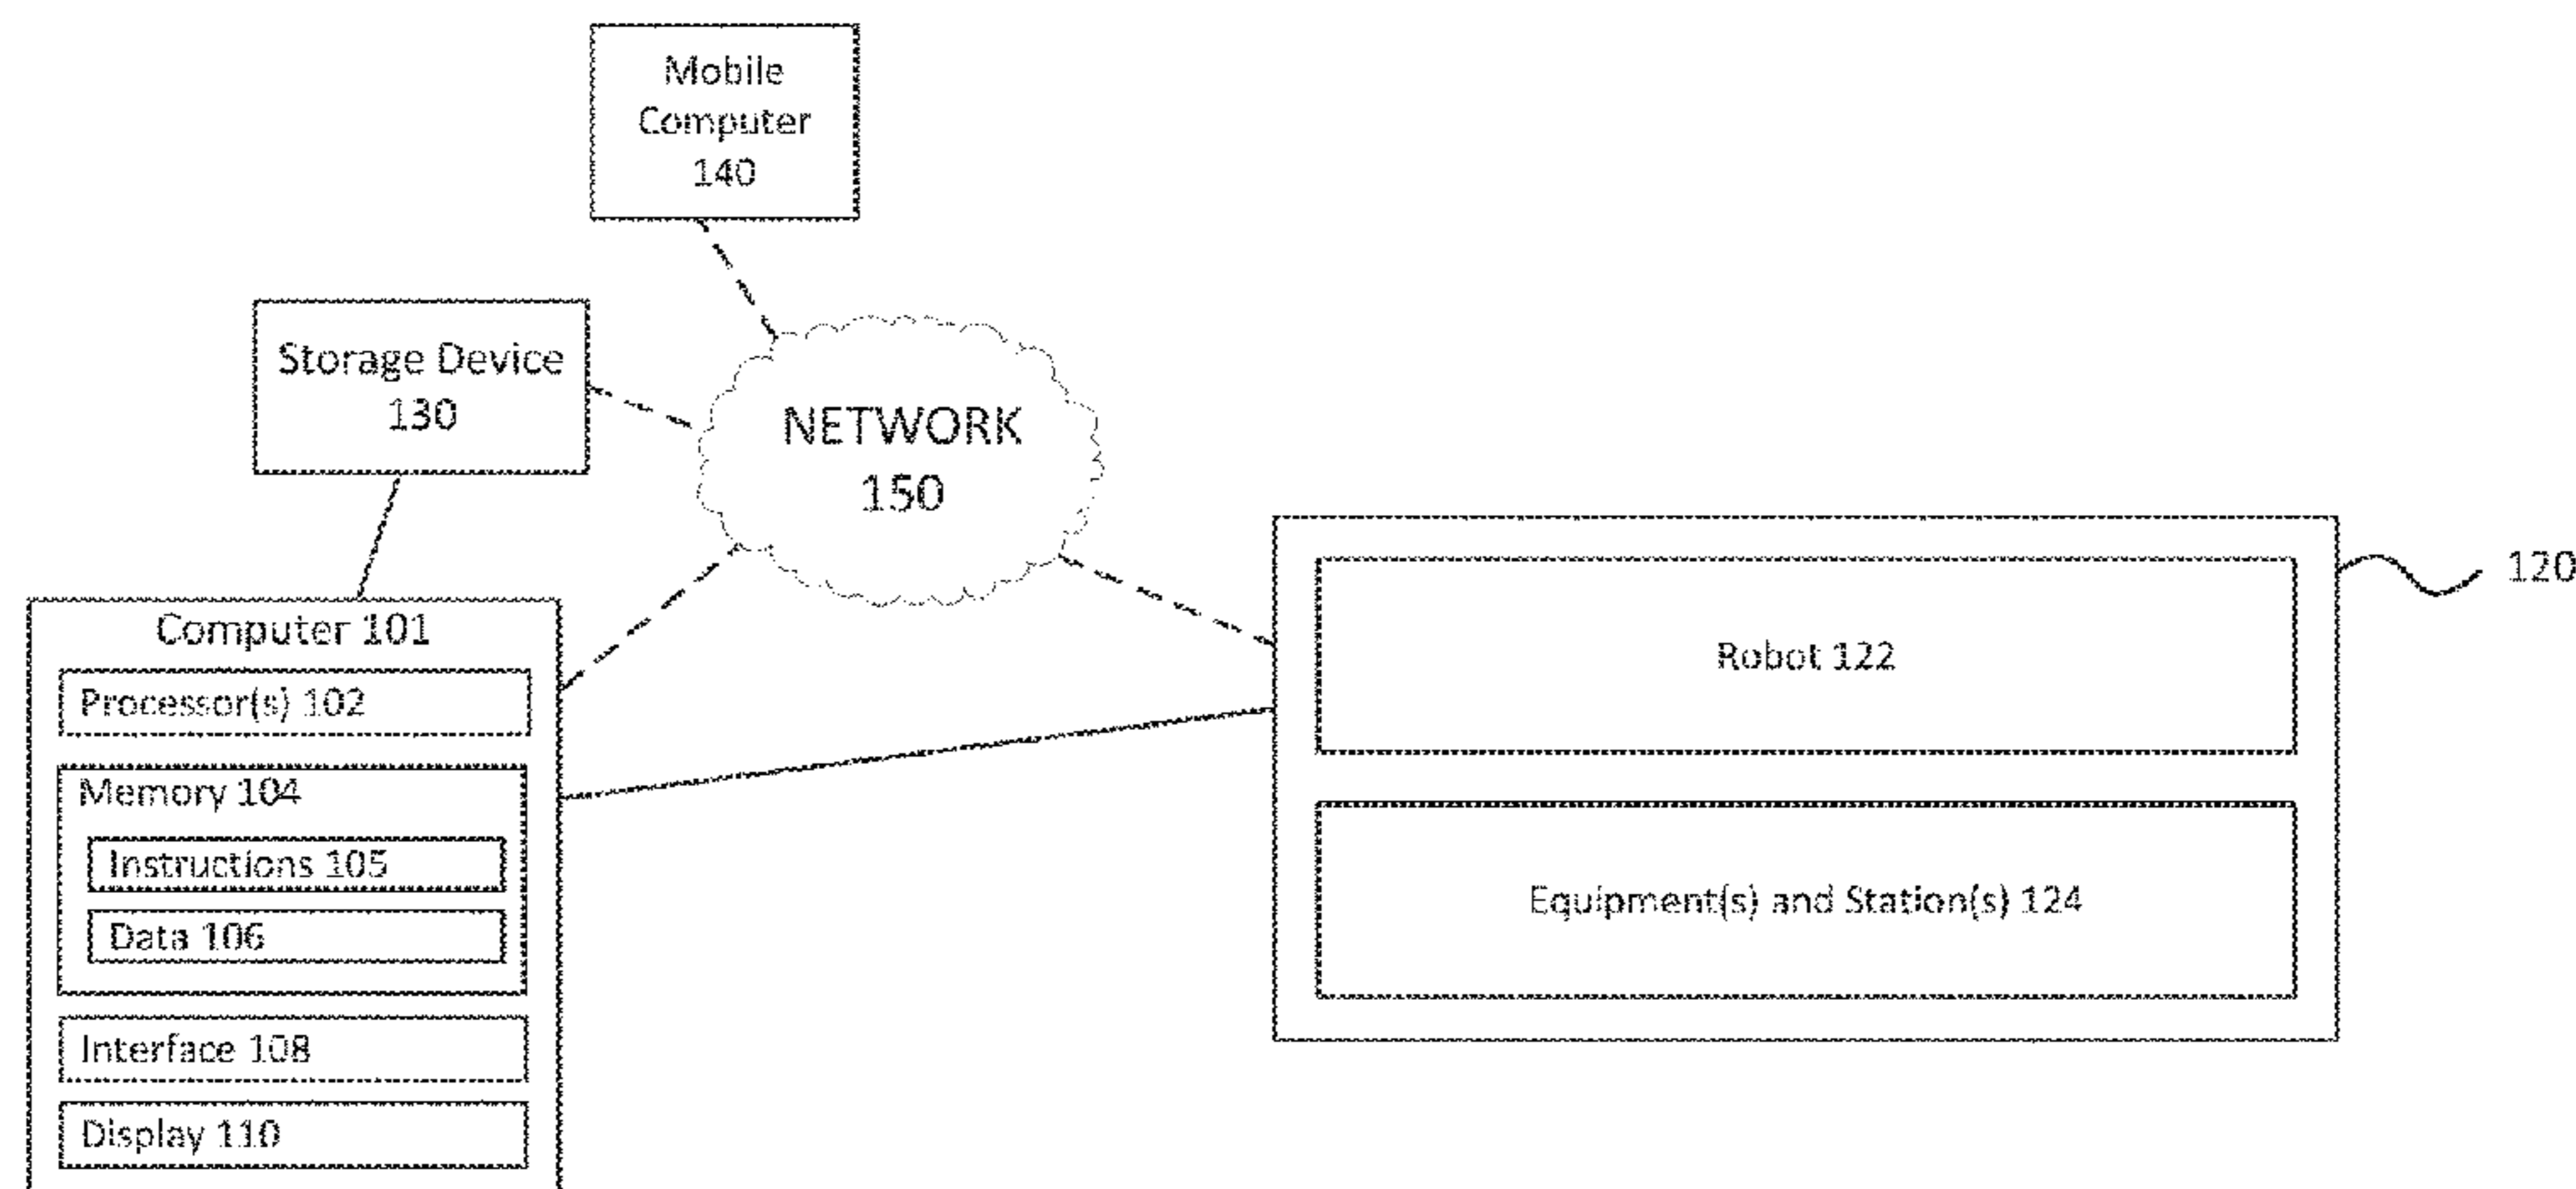 Mobile
Computer
140
Storage Device
130
NETWORK
150
120
Computer 101
Processor(s) 102
Memory 104
Instructions 105
Data 106
Interface 108
Display 110
Robot 122
Equipment(s) and Station(s) 124